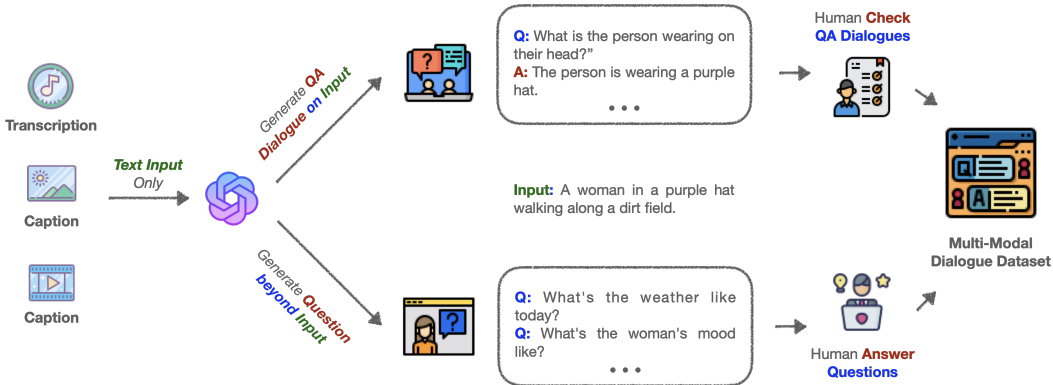 Transcription
Caption
Caption
Text Input
Only
Generate QA
Dialogue on Input
Generate Question
beyond Input
Q: What is the person wearing on
their head?”
A: The person is wearing a purple
hat.
Input: A woman in a purple hat
walking along a dirt field.
Q: What's the weather like
today?
Q: What's the woman's mood
like?
Human Check
QA Dialogues
Human Answer
Questions
Q
A
Multi-Modal
Dialogue Dataset